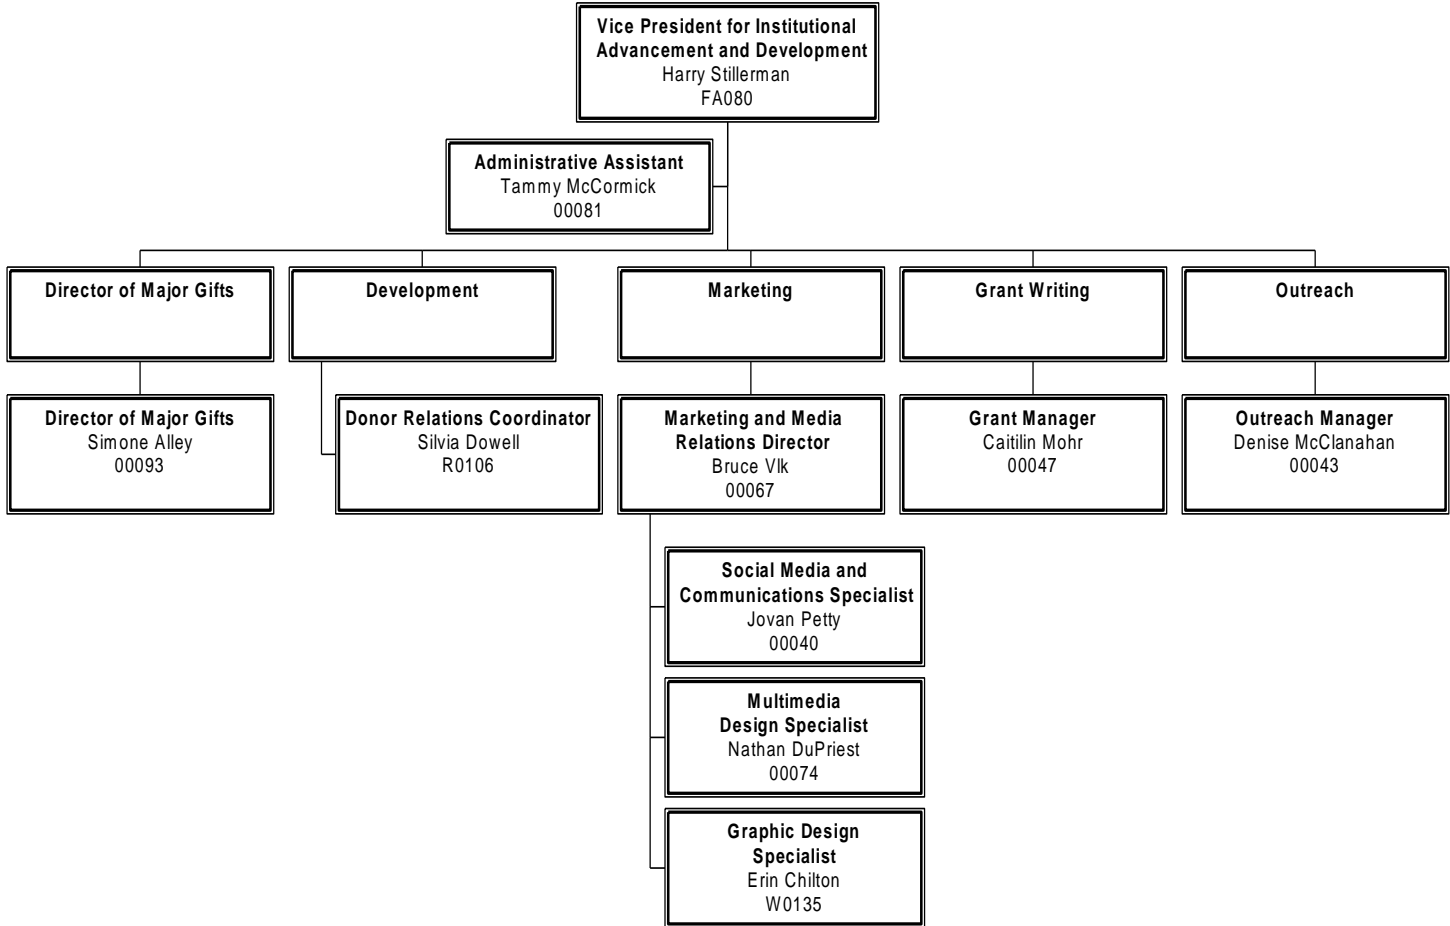 Vice President for Institutional
Advancement and Development
Harry Stillerman
FA080
Administrative Assistant
Tammy McCormick
00081
Director of Major Gifts
Development
Marketing
Grant Writing
Outreach
Director of Major Gifts
Simone Alley
00093
Donor Relations Coordinator
Silvia Dowell
R0106
Marketing and Media
Relations Director
Bruce Vlk
00067
Grant Manager
Caitilin Mohr
00047
Outreach Manager
Denise McClanahan
00043
Social Media and
Communications Specialist
Jovan Petty
00040
Multimedia
Design Specialist
Nathan DuPriest
00074
Graphic Design
Specialist
Erin Chilton
W0135